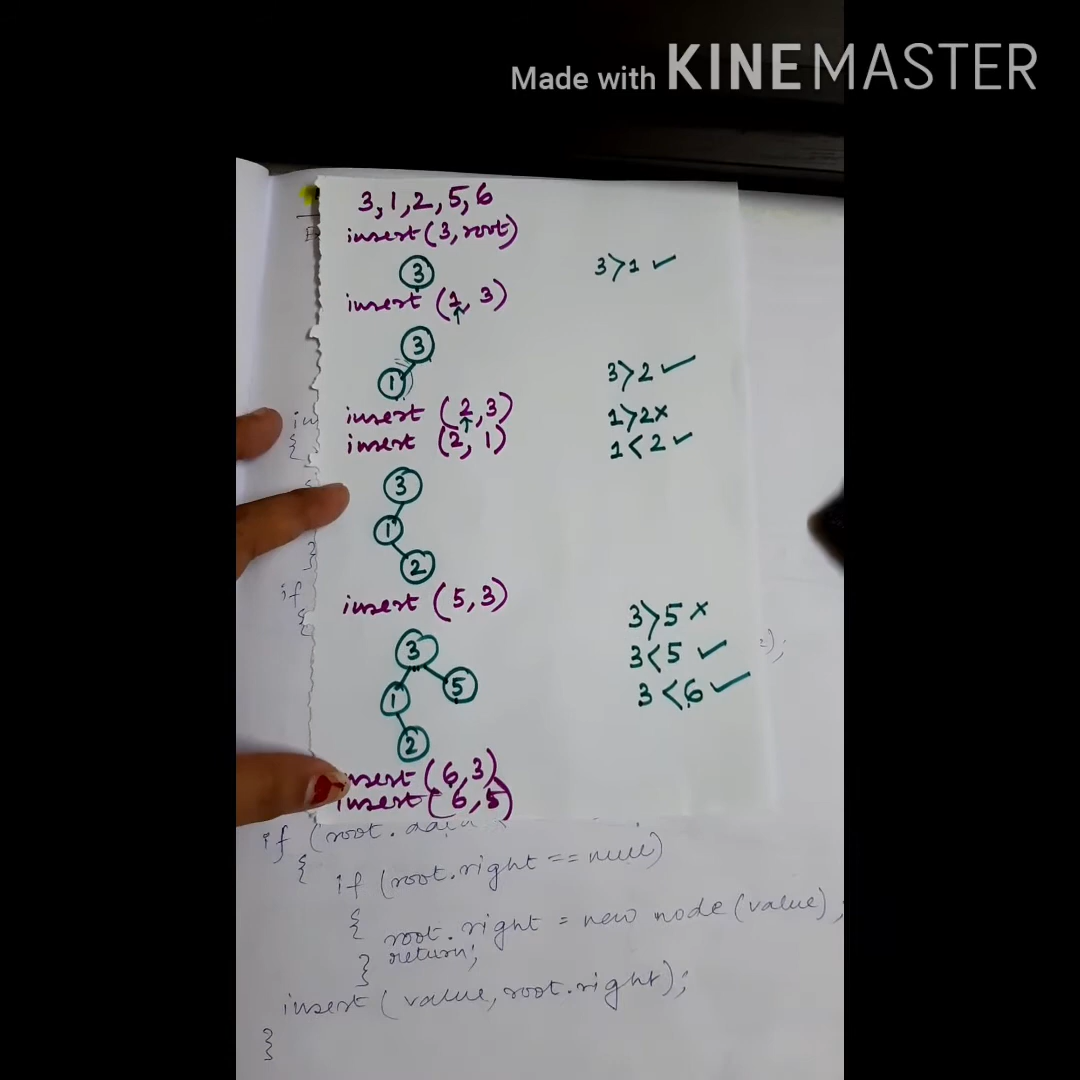 Made with KINEMASTER
3,1,2,5,6
insert(3,root)
3
3>1 ✓
insert (1, 3)
↑
3
1
3>2 ✓
insert (2,3)
↑
1>2×
insert (2, 1)
1<2 ✓
3
1
2
insert (5,3)
3>5 ×
3<5 ✓
3<6 ✓
3
1
5
2
insert (6,3)
insert (6,5)
if
{
if (root.data
{
if (root.right == null)
{
root.right = new node (value);
return;
}
insert( value, root.right);
}